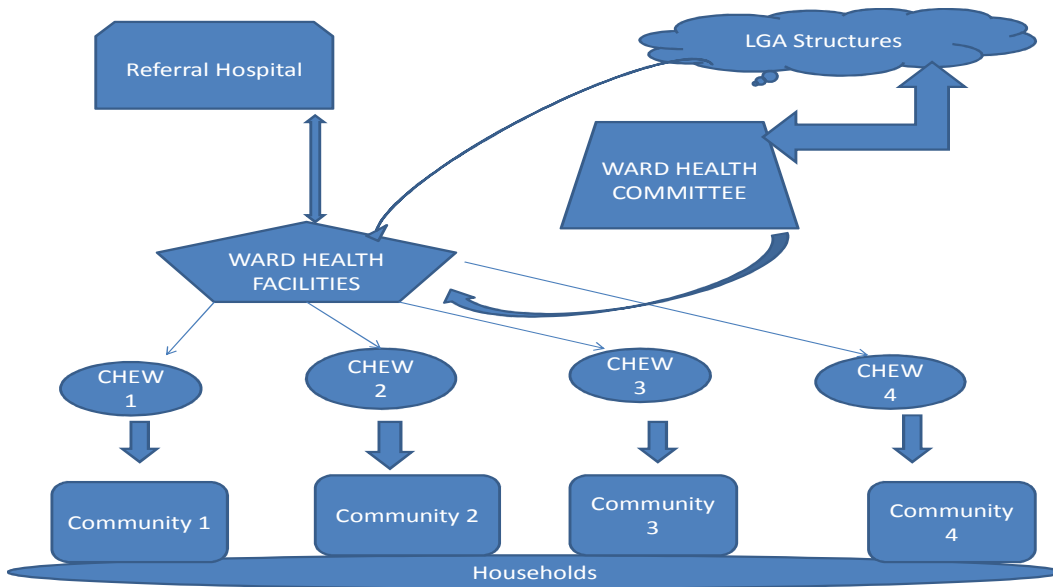 Referral Hospital
LGA Structures
WARD HEALTH
COMMITTEE
WARD HEALTH
FACILITIES
CHEW
1
CHEW
2
CHEW
3
CHEW
4
Community 1
Community 2
Community
3
Community
4
Households